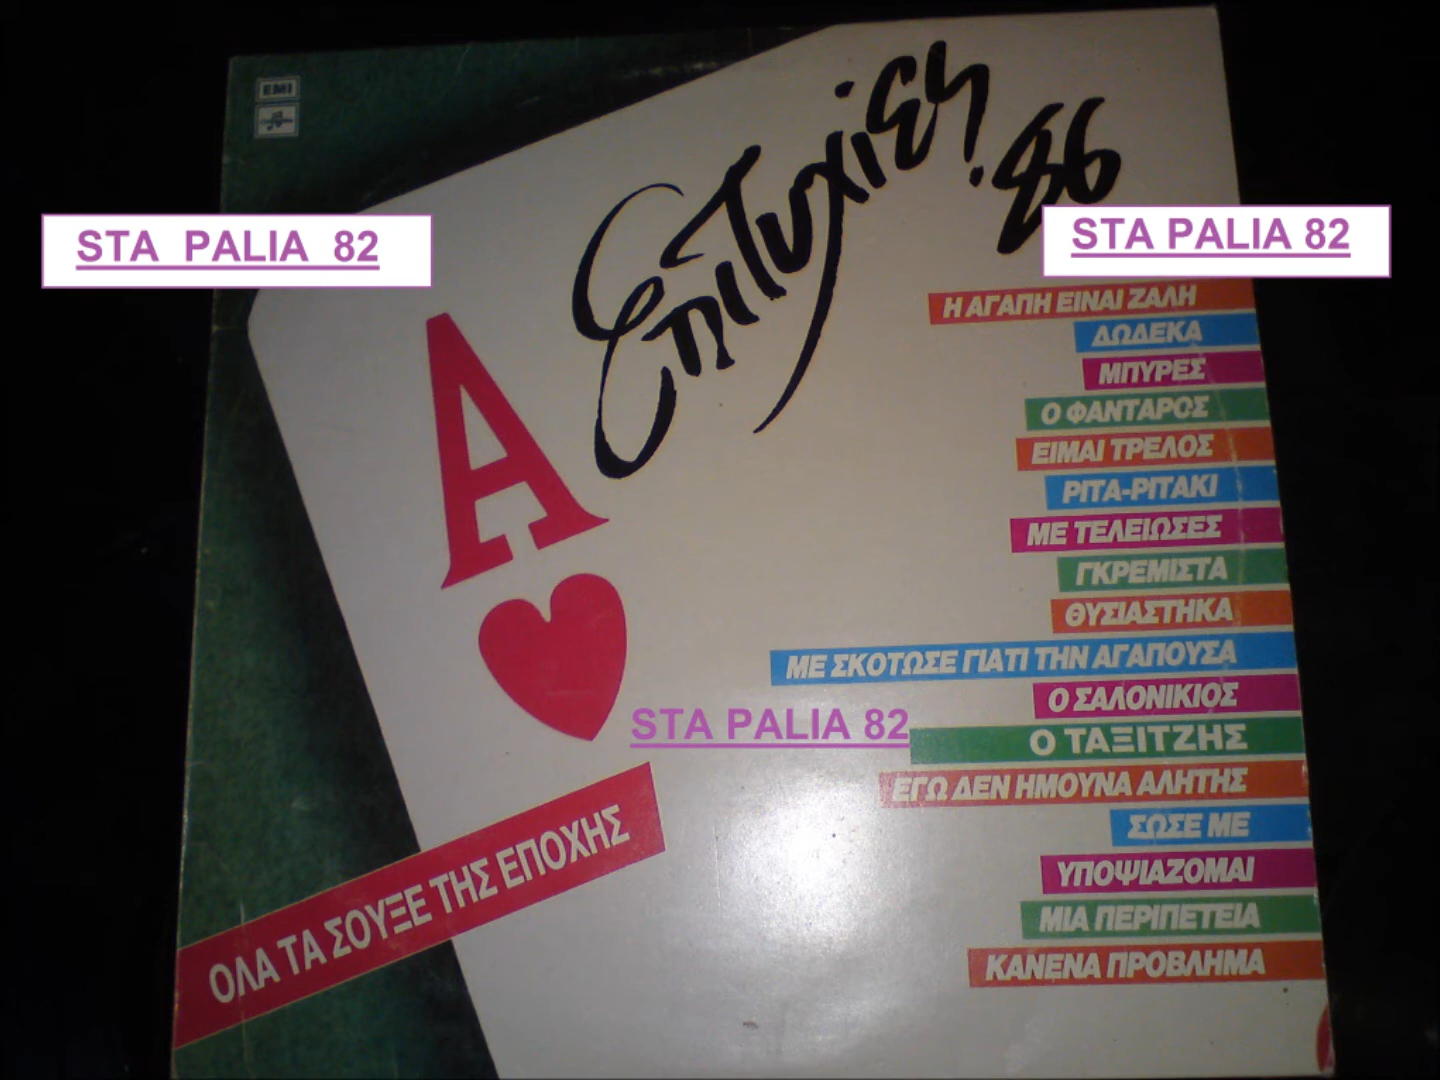 EMI
Επιτυχίες '86
STA PALIA 82
STA PALIA 82
Η ΑΓΑΠΗ ΕΙΝΑΙ ΖΑΛΗ
ΔΩΔΕΚΑ
ΜΠΥΡΕΣ
Ο ΦΑΝΤΑΡΟΣ
ΕΙΜΑΙ ΤΡΕΛΟΣ
ΡΙΤΑ-ΡΙΤΑΚΙ
ΜΕ ΤΕΛΕΙΩΣΕΣ
ΓΚΡΕΜΙΣΤΑ
ΘΥΣΙΑΣΤΗΚΑ
ΜΕ ΣΚΟΤΩΣΕ ΓΙΑΤΙ ΤΗΝ ΑΓΑΠΟΥΣΑ
Ο ΣΑΛΟΝΙΚΙΟΣ
Ο ΤΑΞΙΤΖΗΣ
ΕΓΩ ΔΕΝ ΗΜΟΥΝΑ ΑΛΗΤΗΣ
ΣΩΣΕ ΜΕ
ΥΠΟΨΙΑΖΟΜΑΙ
ΜΙΑ ΠΕΡΙΠΕΤΕΙΑ
ΚΑΝΕΝΑ ΠΡΟΒΛΗΜΑ
A
STA PALIA 82
ΟΛΑ ΤΑ ΣΟΥΞΕ ΤΗΣ ΕΠΟΧΗΣ